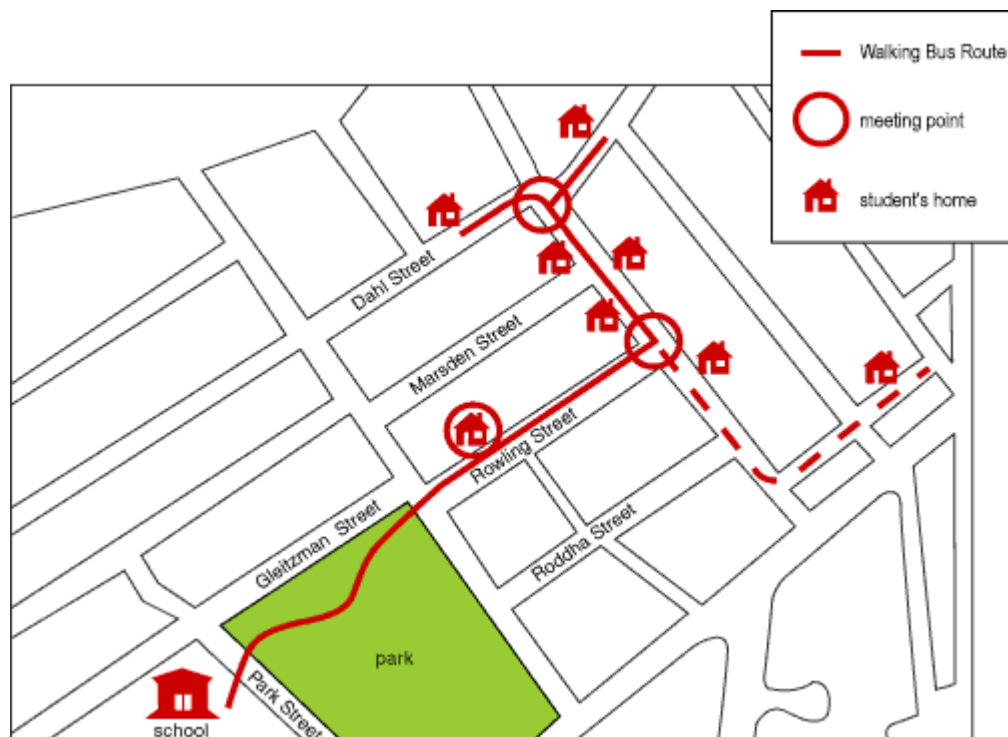 Walking Bus Route
meeting point
student's home
Dahl Street
Marsden Street
Rowling Street
Gleitzman Street
Roddha Street
park
Park Street
school